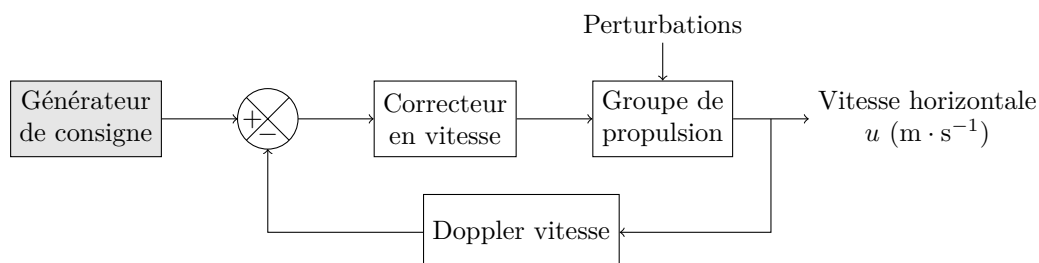 Perturbations
Générateur
de consigne
+
−
Correcteur
en vitesse
Groupe de
propulsion
Vitesse horizontale
u (m · s⁻¹)
Doppler vitesse